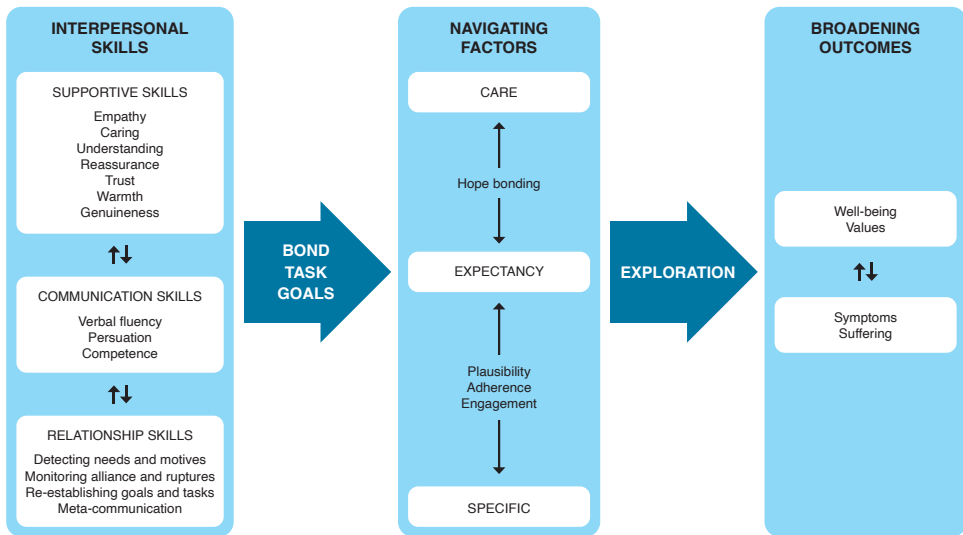 INTERPERSONAL
SKILLS
SUPPORTIVE SKILLS
Empathy
Caring
Understanding
Reassurance
Trust
Warmth
Genuineness
COMMUNICATION SKILLS
Verbal fluency
Persuation
Competence
RELATIONSHIP SKILLS
Detecting needs and motives
Monitoring alliance and ruptures
Re-establishing goals and tasks
Meta-communication
BOND
TASK
GOALS
NAVIGATING
FACTORS
CARE
Hope bonding
EXPECTANCY
Plausibility
Adherence
Engagement
SPECIFIC
EXPLORATION
BROADENING
OUTCOMES
Well-being
Values
Symptoms
Suffering